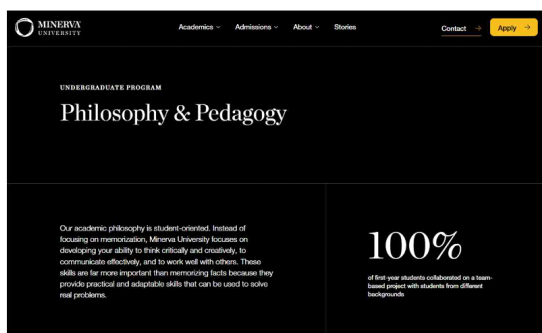 MINERVA
UNIVERSITY
Academics
Admissions
About
Stories
Contact →
Apply →
UNDERGRADUATE PROGRAM
Philosophy & Pedagogy
Our academic philosophy is student-oriented. Instead of
focusing on memorization, Minerva University focuses on
developing your ability to think critically and creatively, to
communicate effectively, and to work well with others. These
skills are far more important than memorizing facts because they
provide practical and adaptable skills that can be used to solve
real problems.
100%
of first-year students collaborated on a team-
based project with students from different
backgrounds